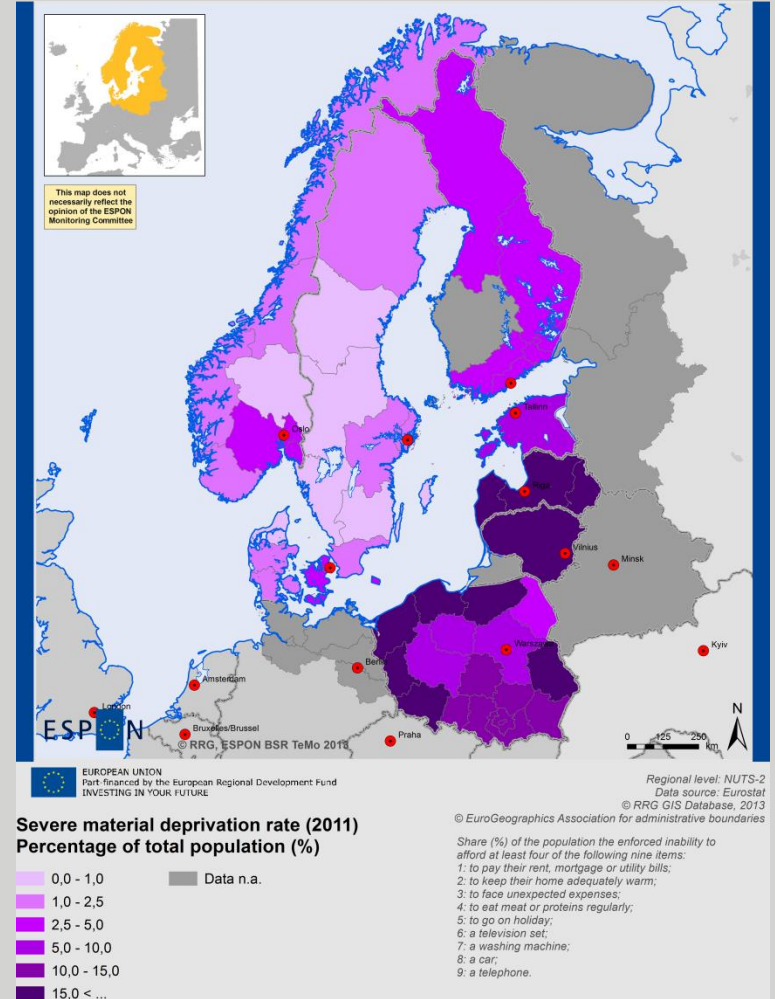 This map does not
necessarily reflect the
opinion of the ESPON
Monitoring Committee
Oslo
Tallinn
Riga
Vilnius
Minsk
Warszawa
Kyiv
Berlin
Amsterdam
London
Bruxelles/Brussel
Praha
ESPON
© RRG, ESPON BSR TeMo 2013
N
0 125 250
km
EUROPEAN UNION
Part-financed by the European Regional Development Fund
INVESTING IN YOUR FUTURE
Regional level: NUTS-2
Data source: Eurostat
© RRG GIS Database, 2013
© EuroGeographics Association for administrative boundaries
Severe material deprivation rate (2011)
Percentage of total population (%)
0,0 - 1,0
1,0 - 2,5
2,5 - 5,0
5,0 - 10,0
10,0 - 15,0
15,0 < ...
Data n.a.
Share (%) of the population the enforced inability to
afford at least four of the following nine items:
1: to pay their rent, mortgage or utility bills;
2: to keep their home adequately warm;
3: to face unexpected expenses;
4: to eat meat or proteins regularly;
5: to go on holiday;
6: a television set;
7: a washing machine;
8: a car;
9: a telephone.